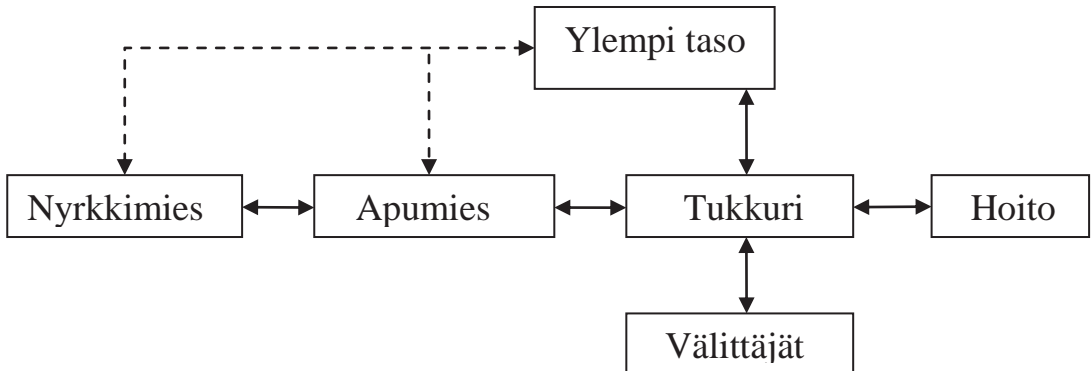 Ylempi taso
Nyrkkimies
Apumies
Tukkuri
Hoito
Välittäjät